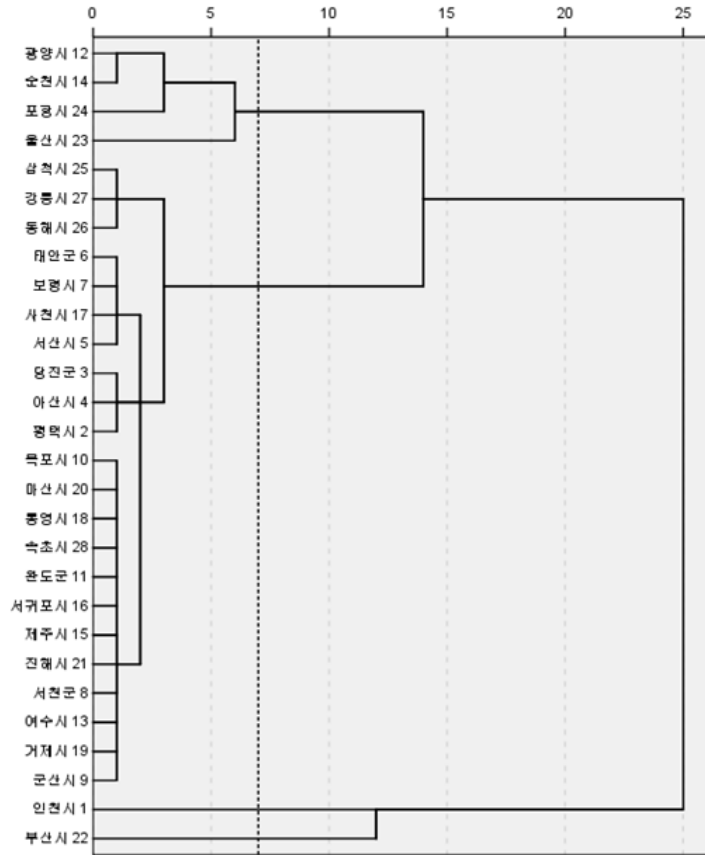 0 5 10 15 20 25
광양시 12
순천시 14
포항시 24
울산시 23
삼척시 25
강릉시 27
동해시 26
태안군 6
보령시 7
사천시 17
서산시 5
당진군 3
아산시 4
평택시 2
목포시 10
마산시 20
통영시 18
속초시 28
완도군 11
서귀포시 16
제주시 15
진해시 21
서천군 8
여수시 13
거제시 19
군산시 9
인천시 1
부산시 22